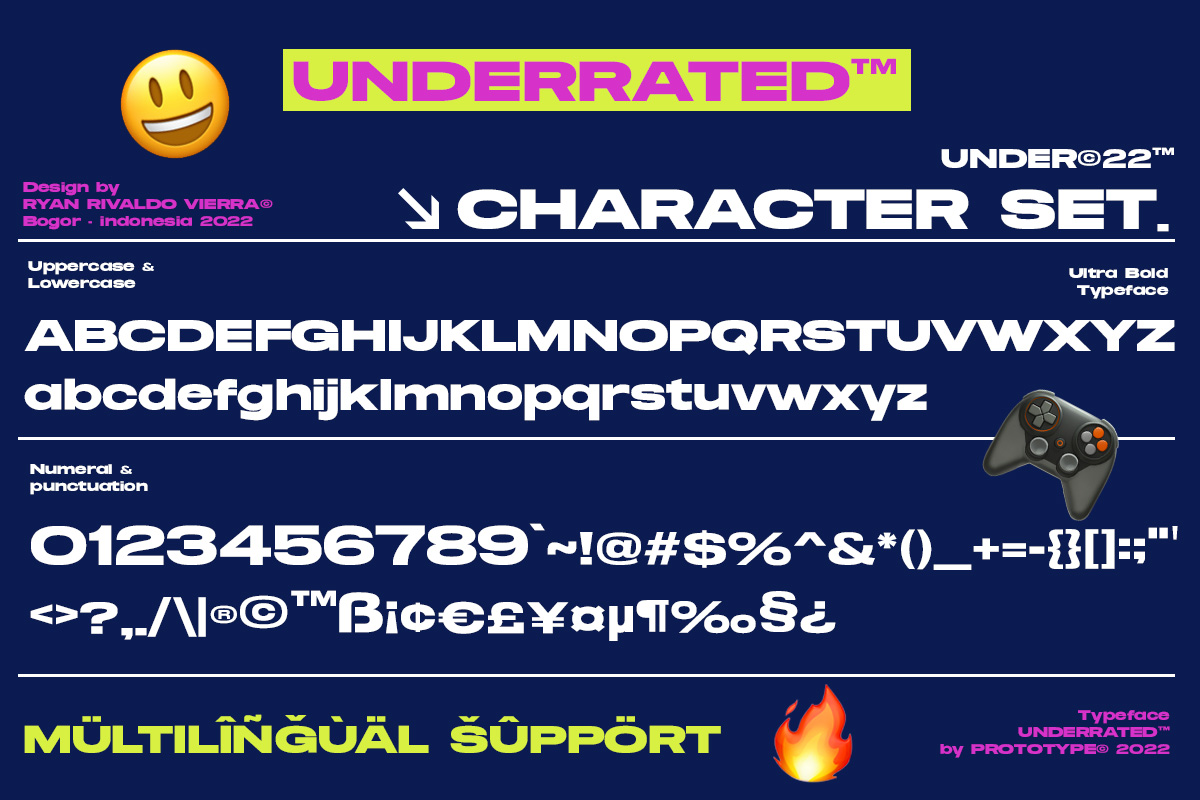 UNDERRATED™
UNDER©22™
Design by
RYAN RIVALDO VIERRA©
Bogor - indonesia 2022
↘ CHARACTER SET.
Uppercase &
Lowercase
Ultra Bold
Typeface
ABCDEFGHIJKLMNOPQRSTUVWXYZ
abcdefghijklmnopqrstuvwxyz
Numeral &
punctuation
0123456789`~!@#$%^&*()_+=-{}[]:;"'
<>?,./\|®©™ß¡¢€£¥¤µ¶‰§¿
MÜLTILÎÑĞÙÄL ŠÛPPÖRT
Typeface
UNDERRATED™
by PROTOTYPE© 2022